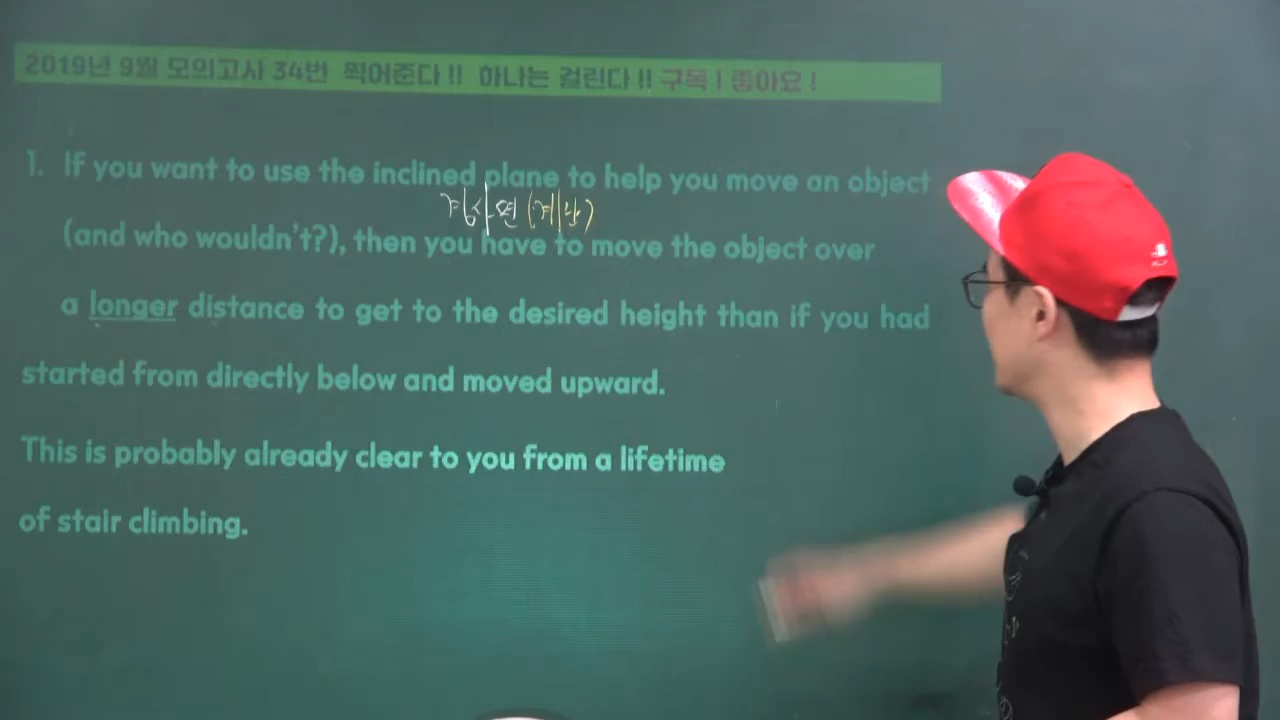 2019년 9월 모의고사 34번 찍어준다 !! 하나는 걸린다 !! 구독 ! 좋아요 !
1. If you want to use the inclined plane to help you move an object
경사면 (계단)
(and who wouldn't?), then you have to move the object over
a longer distance to get to the desired height than if you had
started from directly below and moved upward.
This is probably already clear to you from a lifetime
of stair climbing.